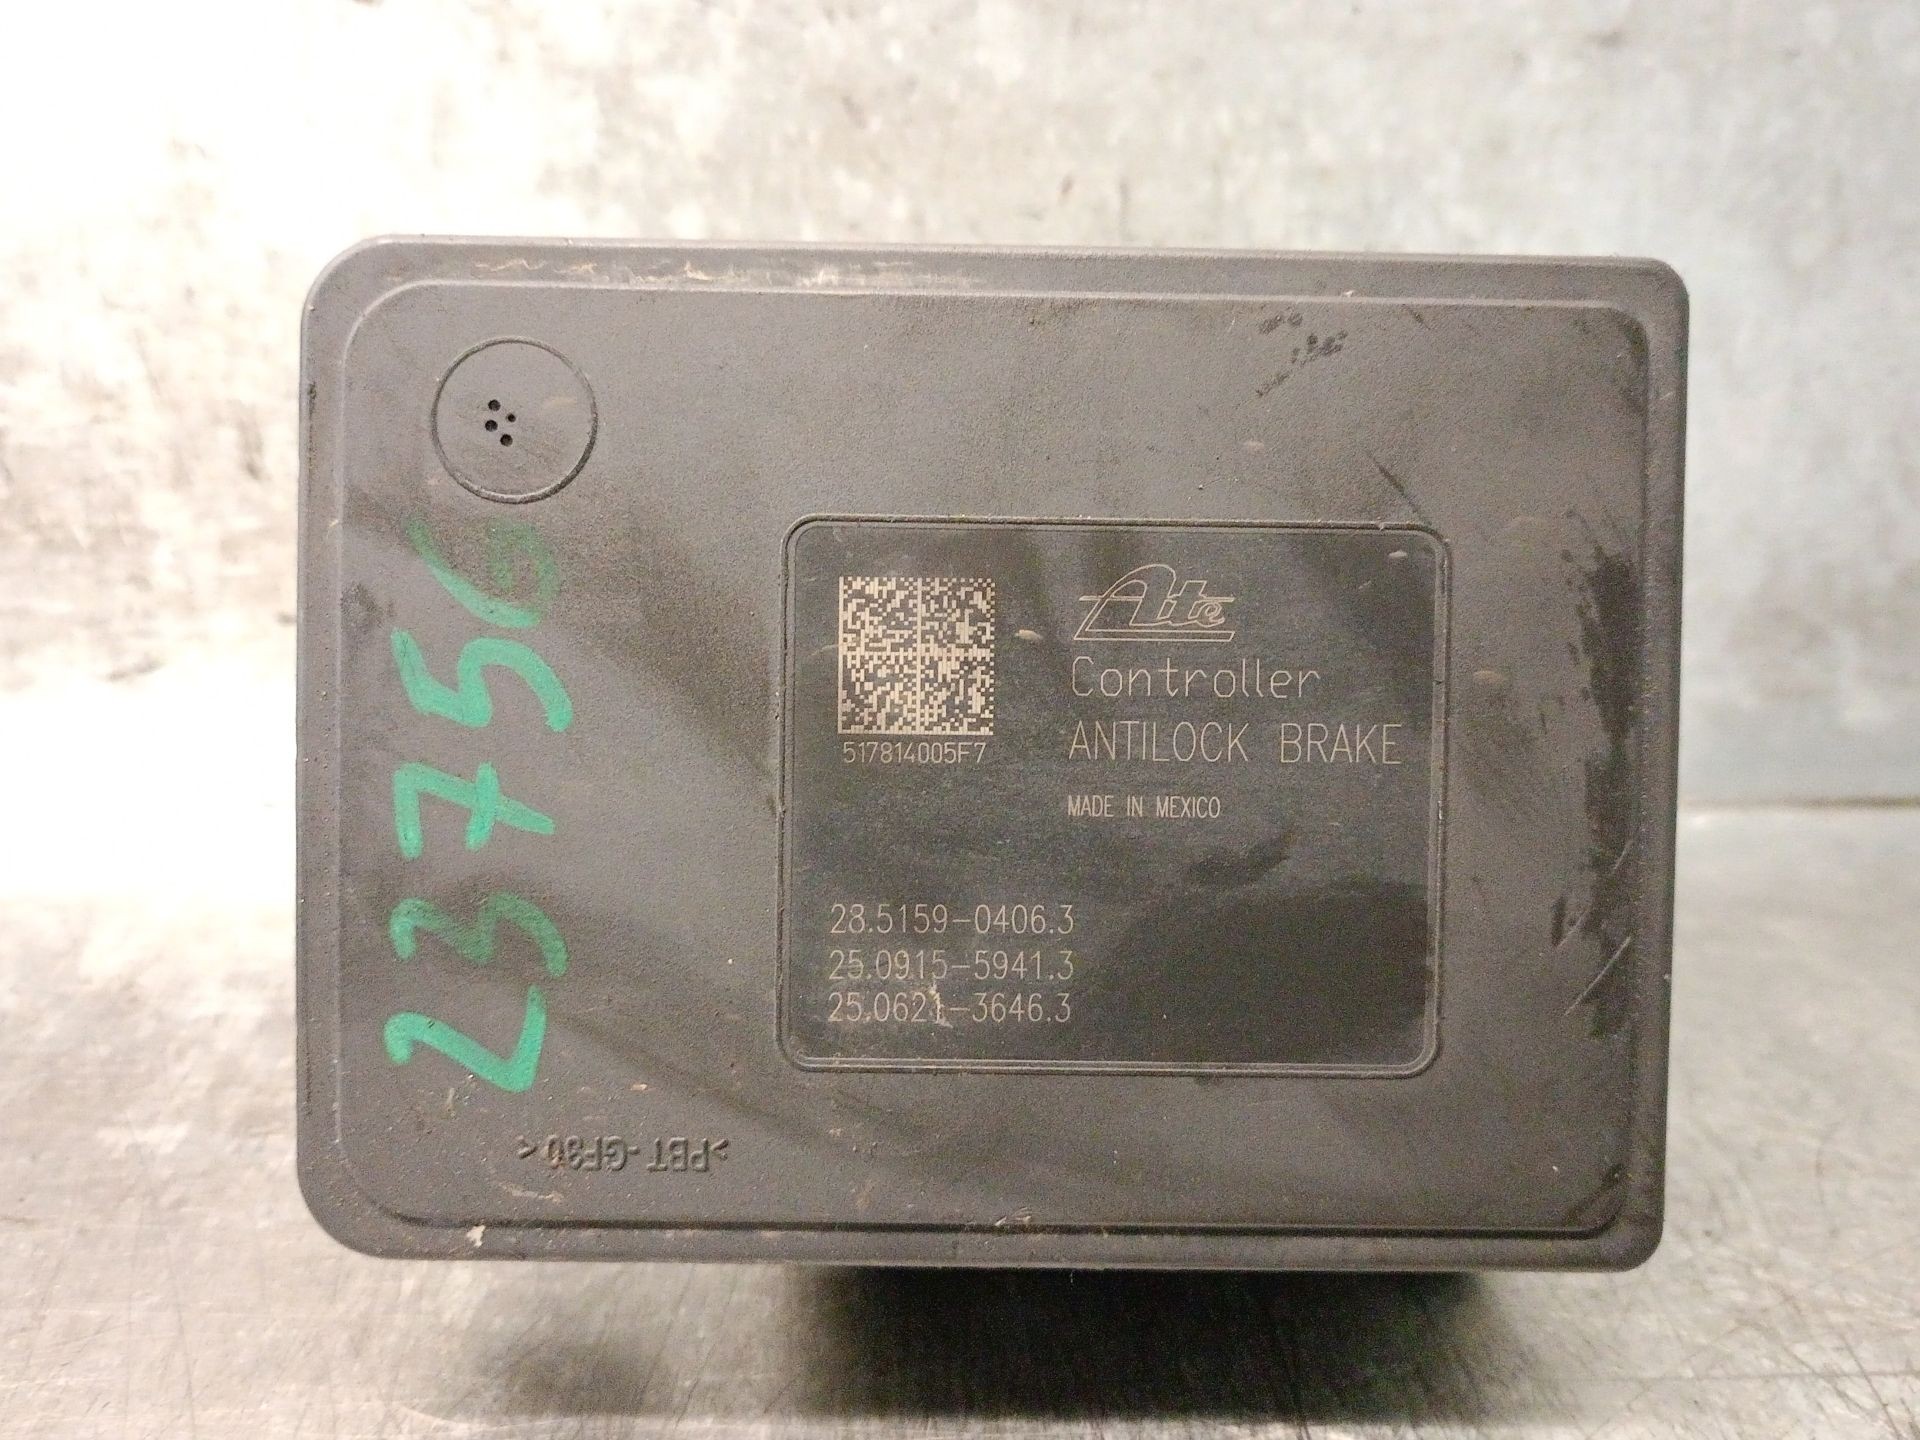 23756
Ate
Controller
ANTILOCK BRAKE
517814005F7
MADE IN MEXICO
28.5159-0406.3
25.0915-5941.3
25.0621-3646.3
>PBT-GF30<